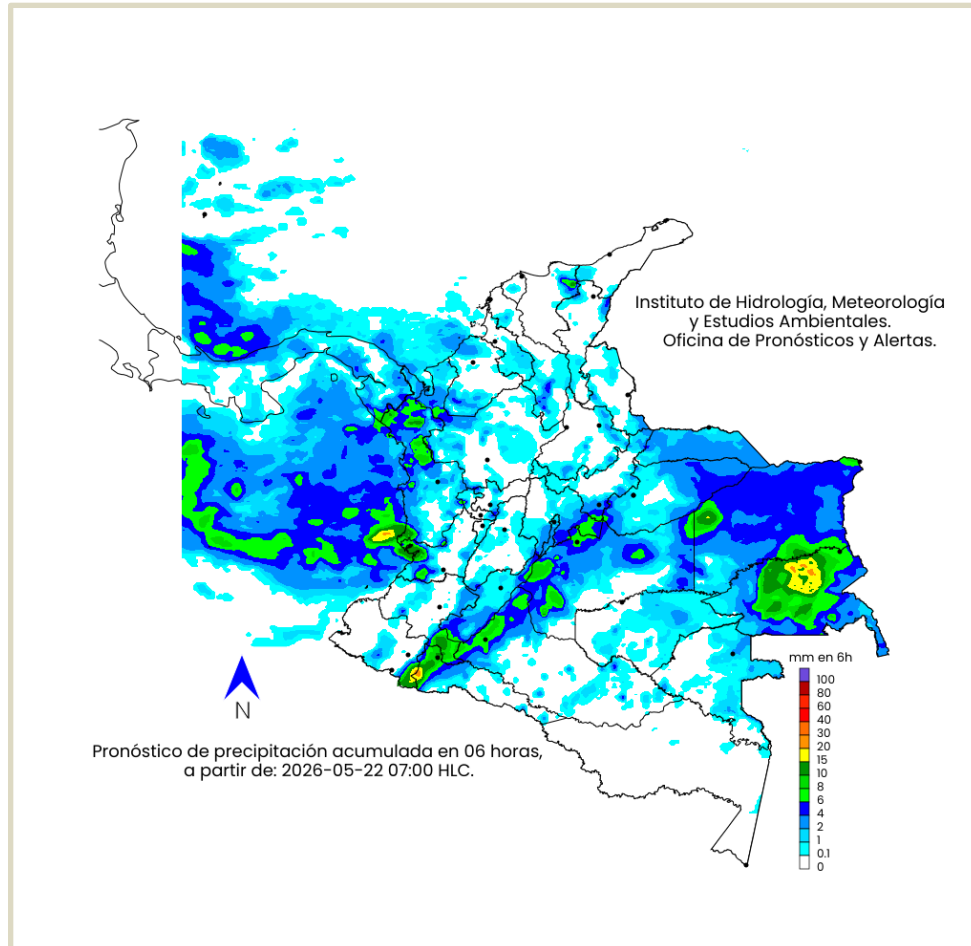 Instituto de Hidrología, Meteorología
y Estudios Ambientales.
Oficina de Pronósticos y Alertas.
mm en 6h
100
80
60
40
30
20
15
10
8
6
4
2
1
0.1
0
N
Pronóstico de precipitación acumulada en 06 horas,
a partir de: 2026-05-22 07:00 HLC.